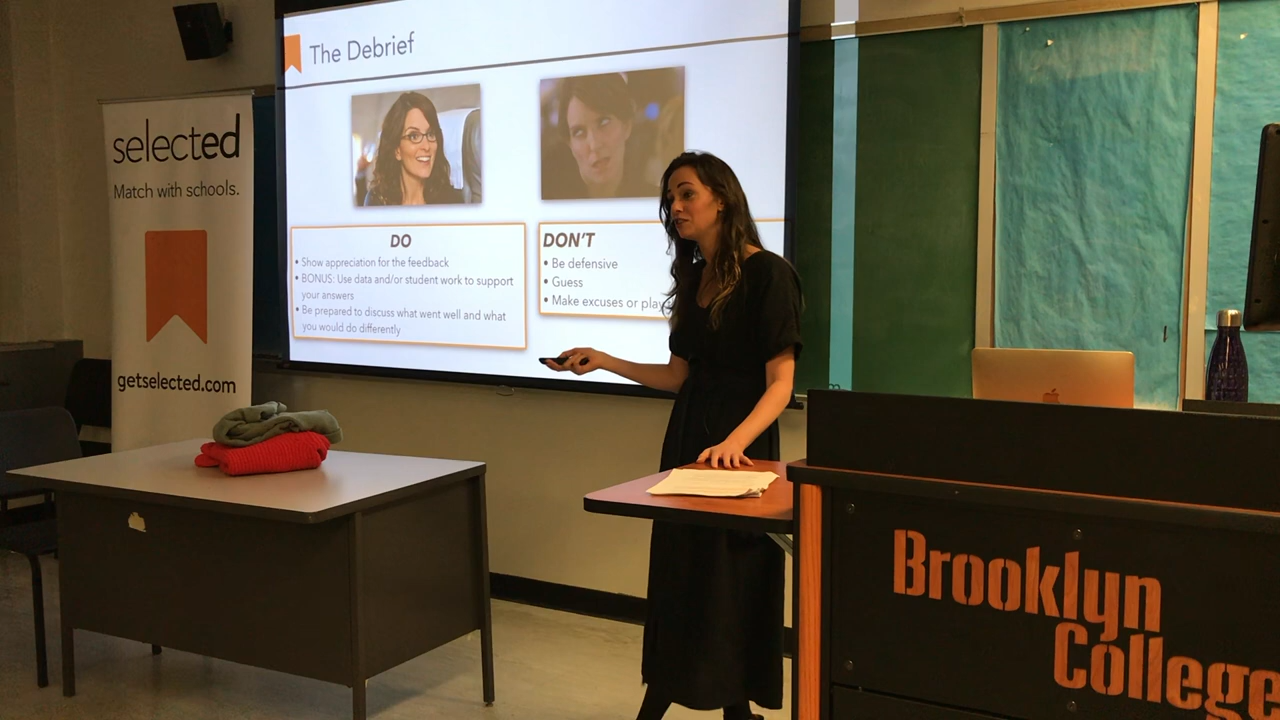 selected
Match with schools.
getselected.com
The Debrief
DO
• Show appreciation for the feedback
• BONUS: Use data and/or student work to support
your answers
• Be prepared to discuss what went well and what
you would do differently
DON'T
• Be defensive
• Guess
• Make excuses or play
Brooklyn
College